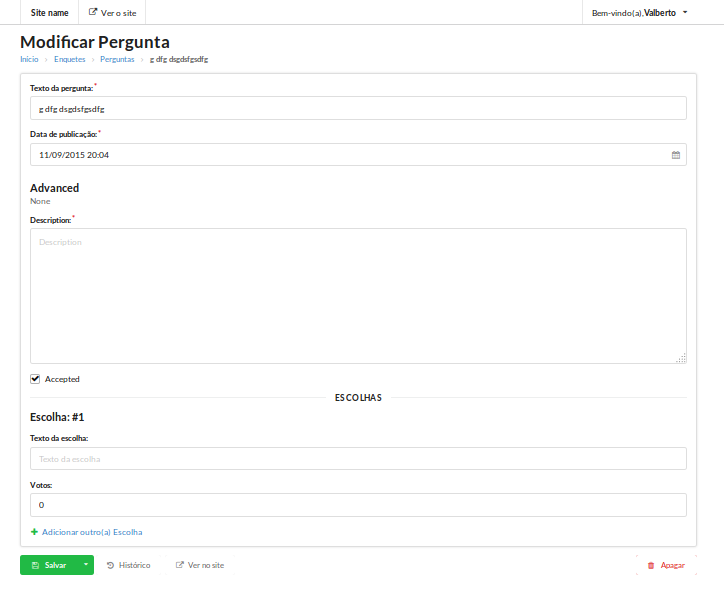 Site name Ver o site Bem-vindo(a), Valberto
Modificar Pergunta
Início › Enquetes › Perguntas › g dfg dsgdsfgsdfg
Texto da pergunta:*
g dfg dsgdsfgsdfg
Data de publicação:*
11/09/2015 20:04
Advanced
None
Description:*
Description
Accepted
ESCOLHAS
Escolha: #1
Texto da escolha:
Texto da escolha
Votos:
0
Adicionar outro(a) Escolha
Salvar Histórico Ver no site Apagar